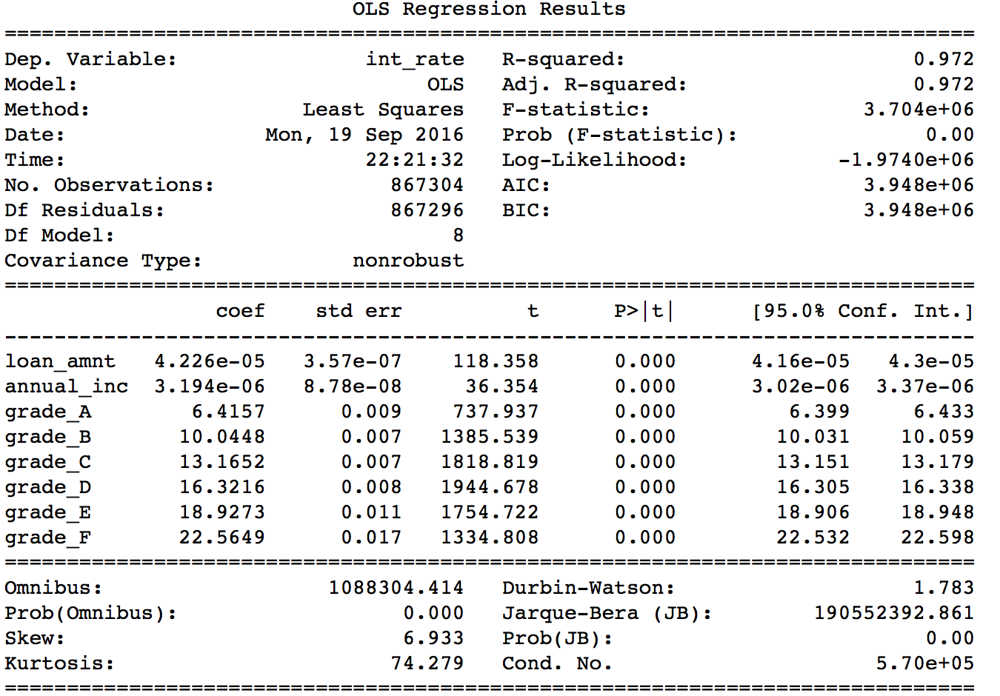 OLS Regression Results
==============================================================================
Dep. Variable:               int_rate   R-squared:                       0.972
Model:                            OLS   Adj. R-squared:                  0.972
Method:                 Least Squares   F-statistic:                 3.704e+06
Date:                Mon, 19 Sep 2016   Prob (F-statistic):               0.00
Time:                        22:21:32   Log-Likelihood:            -1.9740e+06
No. Observations:              867304   AIC:                         3.948e+06
Df Residuals:                  867296   BIC:                         3.948e+06
Df Model:                           8
Covariance Type:            nonrobust
==============================================================================
                 coef    std err          t      P>|t|      [95.0% Conf. Int.]
------------------------------------------------------------------------------
loan_amnt   4.226e-05   3.57e-07    118.358      0.000      4.16e-05   4.3e-05
annual_inc  3.194e-06   8.78e-08     36.354      0.000      3.02e-06  3.37e-06
grade_A        6.4157      0.009    737.937      0.000         6.399     6.433
grade_B       10.0448      0.007   1385.539      0.000        10.031    10.059
grade_C       13.1652      0.007   1818.819      0.000        13.151    13.179
grade_D       16.3216      0.008   1944.678      0.000        16.305    16.338
grade_E       18.9273      0.011   1754.722      0.000        18.906    18.948
grade_F       22.5649      0.017   1334.808      0.000        22.532    22.598
==============================================================================
Omnibus:                  1088304.414   Durbin-Watson:                   1.783
Prob(Omnibus):                  0.000   Jarque-Bera (JB):        190552392.861
Skew:                           6.933   Prob(JB):                         0.00
Kurtosis:                      74.279   Cond. No.                     5.70e+05
==============================================================================